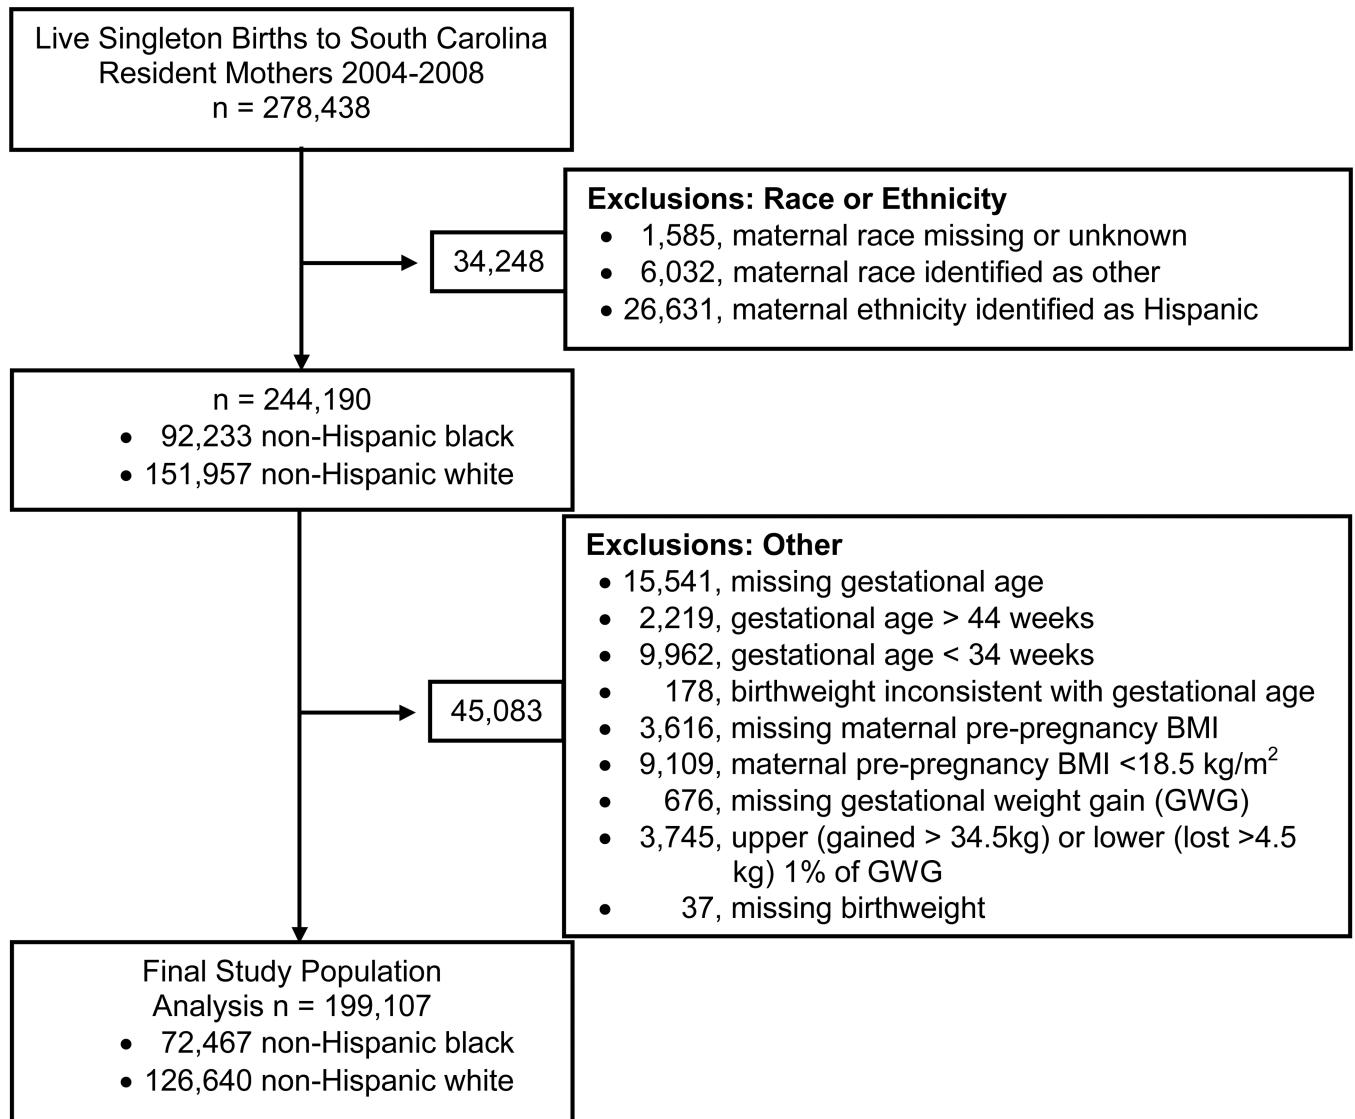 Live Singleton Births to South Carolina
Resident Mothers 2004-2008
n = 278,438
34,248
Exclusions: Race or Ethnicity
• 1,585, maternal race missing or unknown
• 6,032, maternal race identified as other
• 26,631, maternal ethnicity identified as Hispanic
n = 244,190
• 92,233 non-Hispanic black
• 151,957 non-Hispanic white
45,083
Exclusions: Other
• 15,541, missing gestational age
• 2,219, gestational age > 44 weeks
• 9,962, gestational age < 34 weeks
• 178, birthweight inconsistent with gestational age
• 3,616, missing maternal pre-pregnancy BMI
• 9,109, maternal pre-pregnancy BMI <18.5 kg/m²
• 676, missing gestational weight gain (GWG)
• 3,745, upper (gained > 34.5kg) or lower (lost >4.5
kg) 1% of GWG
• 37, missing birthweight
Final Study Population
Analysis n = 199,107
• 72,467 non-Hispanic black
• 126,640 non-Hispanic white